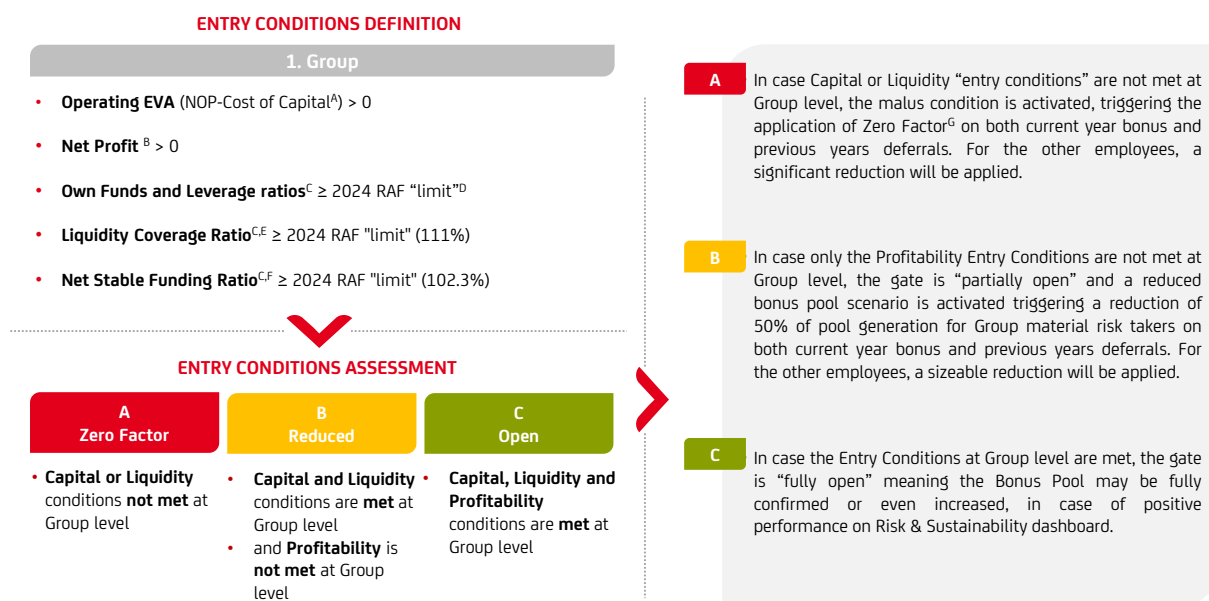 ENTRY CONDITIONS DEFINITION
1. Group
• Operating EVA (NOP-Cost of Capitalᴬ) > 0
• Net Profit ᴮ > 0
• Own Funds and Leverage ratiosᶜ ≥ 2024 RAF “limit”ᴰ
• Liquidity Coverage Ratioᶜ,ᴱ ≥ 2024 RAF "limit" (111%)
• Net Stable Funding Ratioᶜ,ꟳ ≥ 2024 RAF "limit" (102.3%)
ENTRY CONDITIONS ASSESSMENT
A
Zero Factor
• Capital or Liquidity
conditions not met at
Group level
B
Reduced
• Capital and Liquidity
conditions are met at
Group level
• and Profitability is
not met at Group
level
C
Open
• Capital, Liquidity and
Profitability
conditions are met at
Group level
A
In case Capital or Liquidity “entry conditions” are not met at
Group level, the malus condition is activated, triggering the
application of Zero Factorᴳ on both current year bonus and
previous years deferrals. For the other employees, a
significant reduction will be applied.
B
In case only the Profitability Entry Conditions are not met at
Group level, the gate is “partially open” and a reduced
bonus pool scenario is activated triggering a reduction of
50% of pool generation for Group material risk takers on
both current year bonus and previous years deferrals. For
the other employees, a sizeable reduction will be applied.
C
In case the Entry Conditions at Group level are met, the gate
is “fully open” meaning the Bonus Pool may be fully
confirmed or even increased, in case of positive
performance on Risk & Sustainability dashboard.